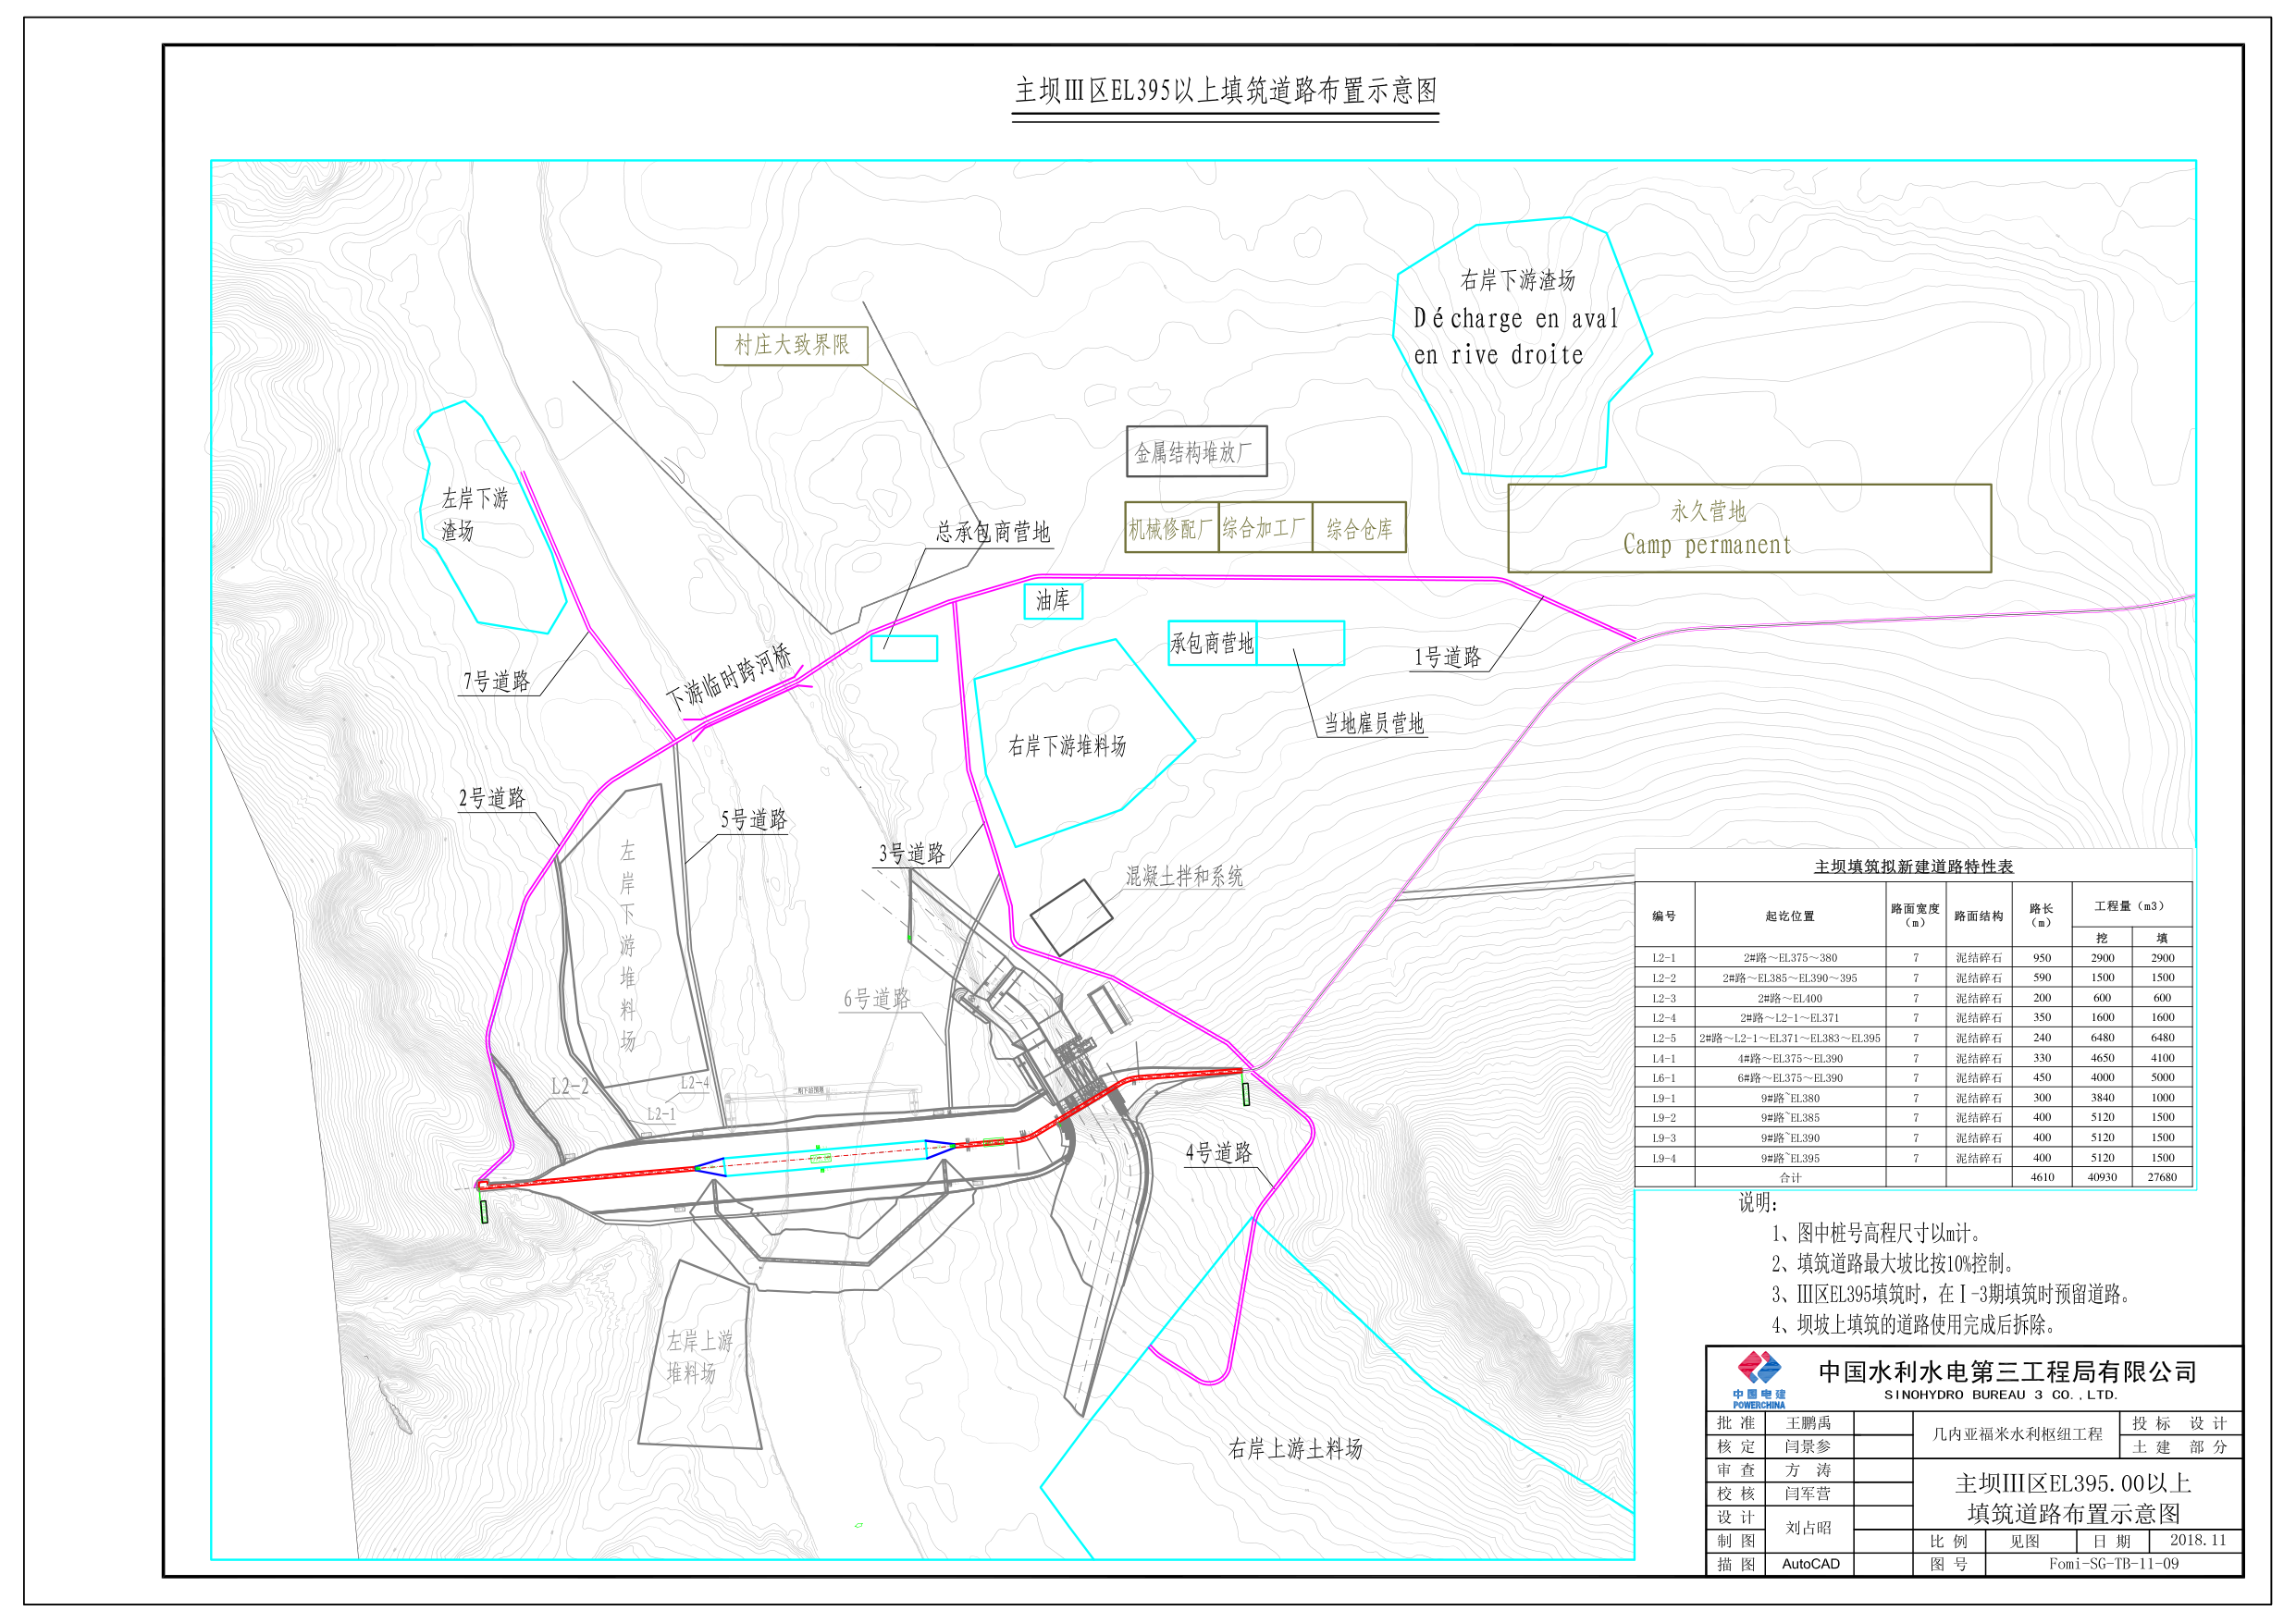 主坝Ⅲ区EL395以上填筑道路布置示意图
右岸下游渣场
Décharge en aval
en rive droite
村庄大致界限
金属结构堆放厂
左岸下游
渣场
机械修配厂 综合加工厂 综合仓库
永久营地
Camp permanent
总承包商营地
油库
承包商营地
1号道路
7号道路
下游临时跨河桥
当地雇员营地
右岸下游堆料场
2号道路
5号道路
3号道路
左岸下游堆料场
混凝土拌和系统
6号道路
L2-2
L2-4
L2-1
4号道路
左岸上游
堆料场
右岸上游土料场
主坝填筑拟新建道路特性表
编号 起讫位置 路面宽度(m) 路面结构 路长(m) 工程量(m3)
挖 填
L2-1 2#路~EL375~380 7 泥结碎石 950 2900 2900
L2-2 2#路~EL385~EL390~395 7 泥结碎石 590 1500 1500
L2-3 2#路~EL400 7 泥结碎石 200 600 600
L2-4 2#路~L2-1~EL371 7 泥结碎石 350 1600 1600
L2-5 2#路~L2-1~EL371~EL383~EL395 7 泥结碎石 240 6480 6480
L4-1 4#路~EL375~EL390 7 泥结碎石 330 4650 4100
L6-1 6#路~EL375~EL390 7 泥结碎石 450 4000 5000
L9-1 9#路~EL380 7 泥结碎石 300 3840 1000
L9-2 9#路~EL385 7 泥结碎石 400 5120 1500
L9-3 9#路~EL390 7 泥结碎石 400 5120 1500
L9-4 9#路~EL395 7 泥结碎石 400 5120 1500
合计 4610 40930 27680
说明:
1、图中桩号高程尺寸以m计。
2、填筑道路最大坡比按10%控制。
3、Ⅲ区EL395填筑时，在Ⅰ-3期填筑时预留道路。
4、坝坡上填筑的道路使用完成后拆除。
中国电建
POWERCHINA
中国水利水电第三工程局有限公司
SINOHYDRO BUREAU 3 CO.,LTD.
批准 王鹏禹 几内亚福米水利枢纽工程 投标 设计
核定 闫景参 土建 部分
审查 方涛
校核 闫军营
主坝Ⅲ区EL395.00以上
填筑道路布置示意图
设计 刘占昭
制图 比例 见图 日期 2018.11
描图 AutoCAD 图号 Fomi-SG-TB-11-09